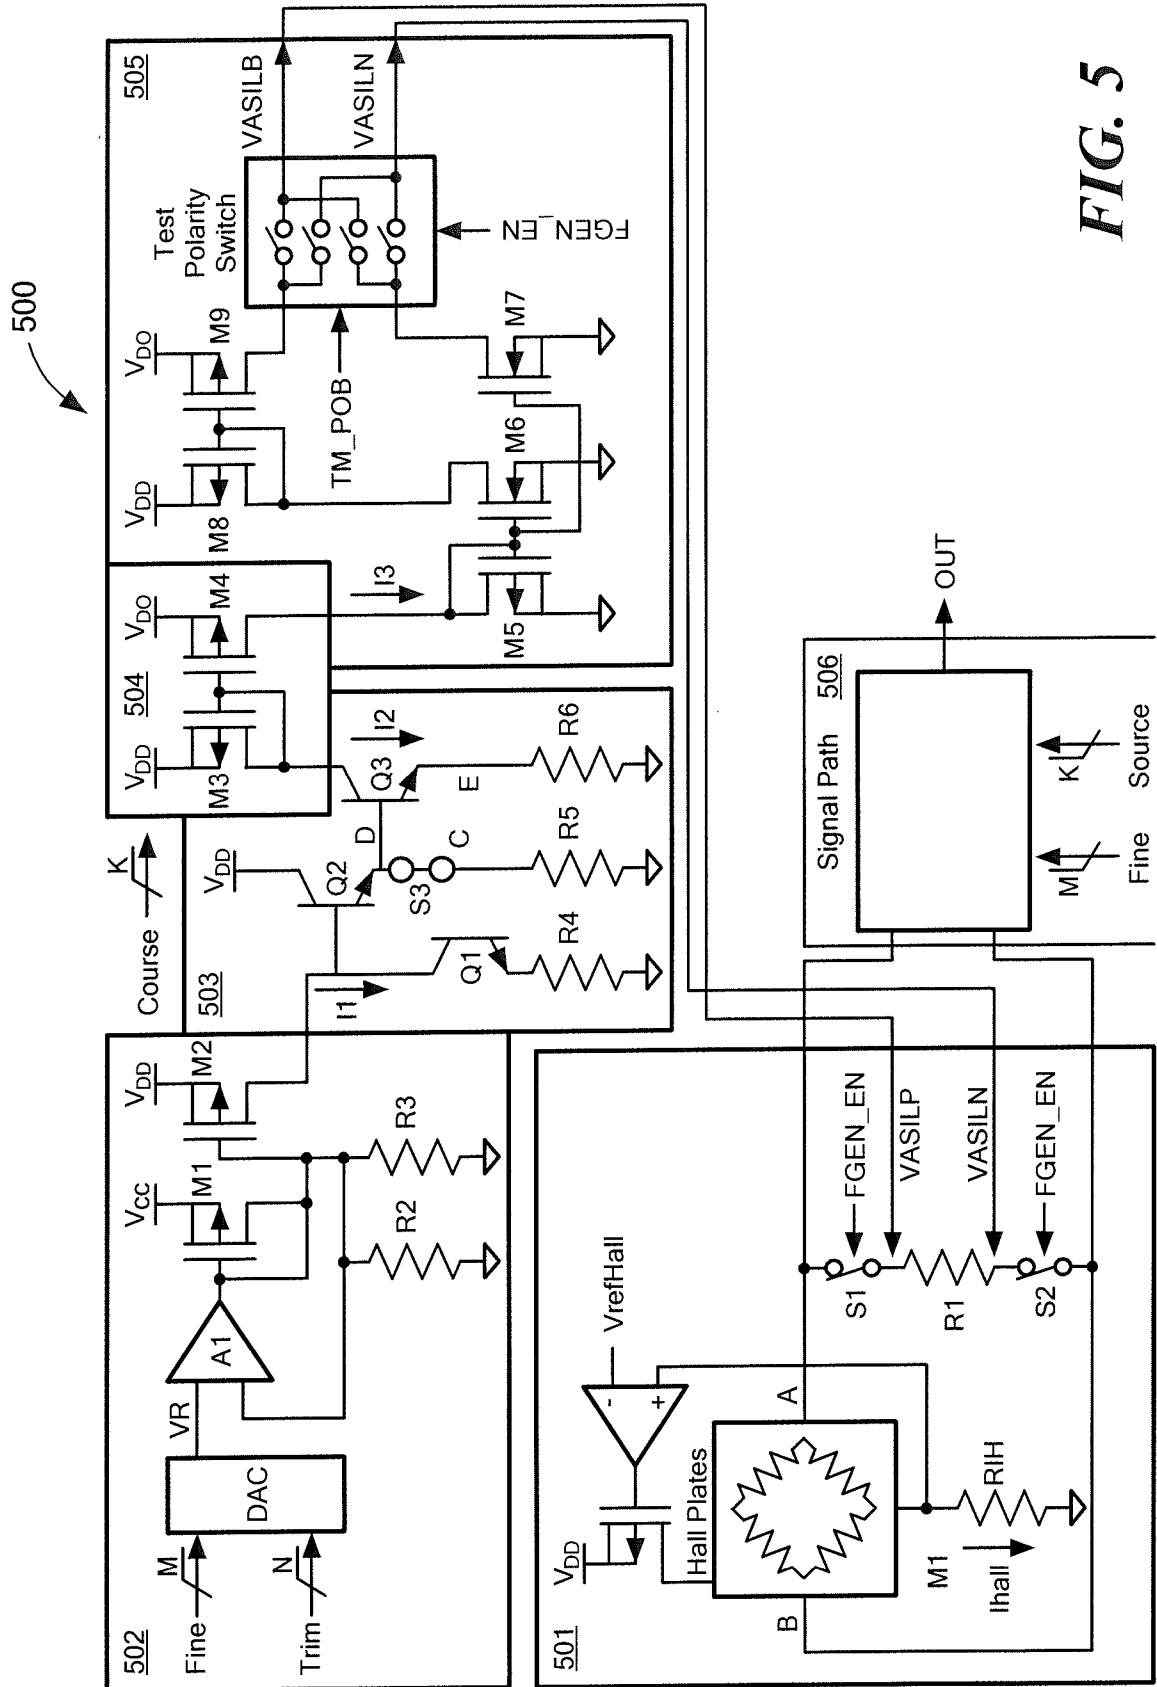 500
502
Fine
M
Trim
N
DAC
VR
A1
VCC
M1
VDD
M2
R2
R3
Course
K
503
I1
Q1
R4
VDD
Q2
D
S3
C
R5
Q3
E
I2
R6
504
VDD
M3
VDO
M4
I3
505
VDD
M8
VDO
M9
M5
M6
M7
TM_POB
Test
Polarity
Switch
FGEN_EN
VASILB
VASILN
501
VDD
VrefHall
-
+
Hall Plates
A
B
M1
Ihall
RIH
S1
R1
S2
FGEN_EN
VASILP
VASILN
FGEN_EN
Signal Path
506
OUT
M
K
Fine
Source
FIG. 5